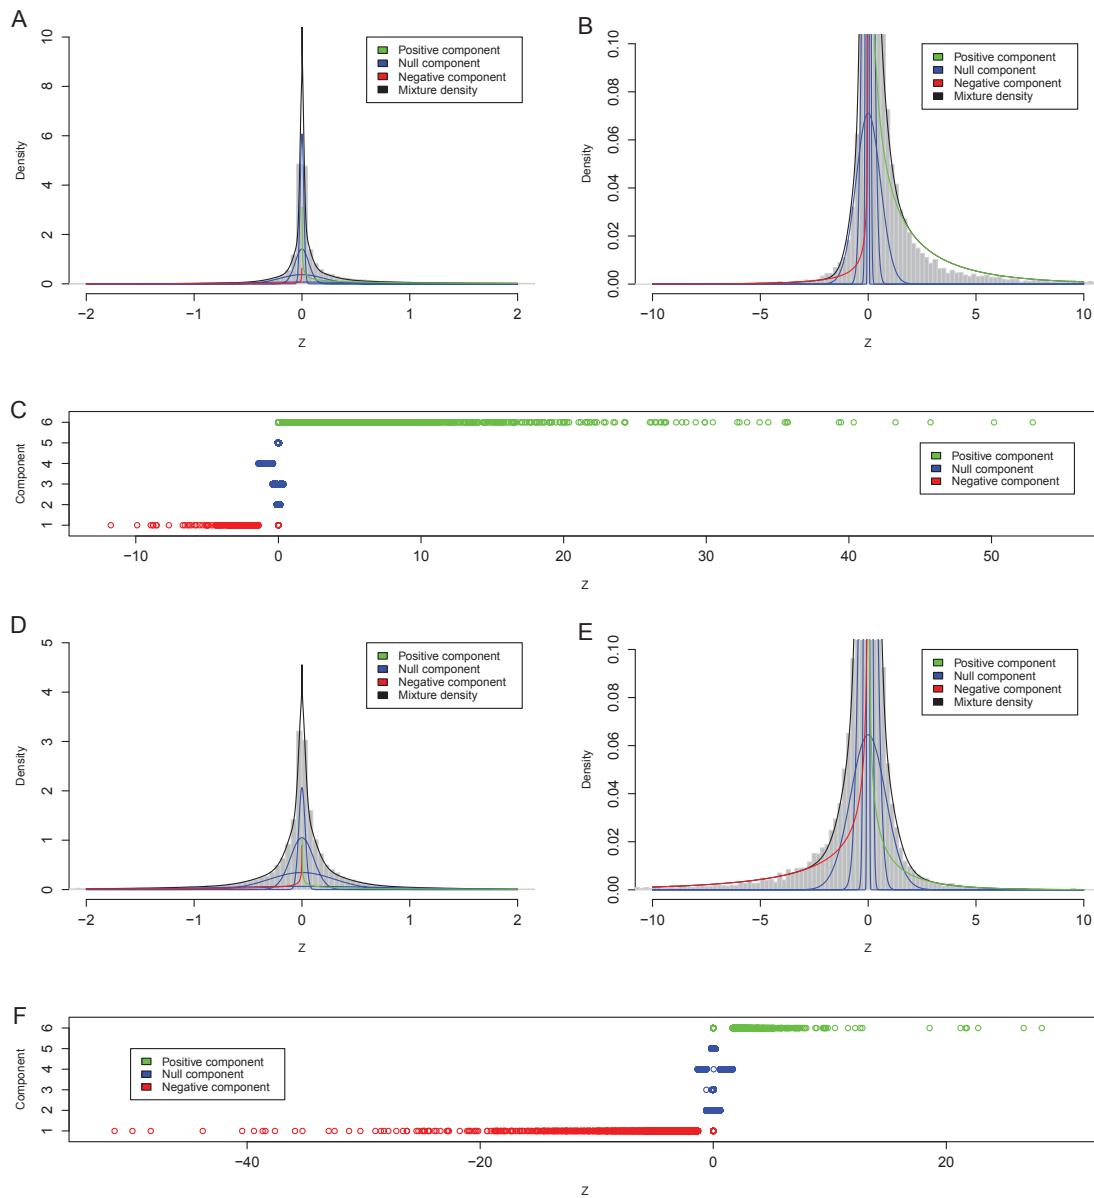 A
Density
10
8
6
4
2
0
−2 −1 0 1 2
Z
Positive component
Null component
Negative component
Mixture density
B
Density
0.10
0.08
0.06
0.04
0.02
0.00
−10 −5 0 5 10
Z
Positive component
Null component
Negative component
Mixture density
C
Component
6
5
4
3
2
1
−10 0 10 20 30 40 50
Z
Positive component
Null component
Negative component
D
Density
5
4
3
2
1
0
−2 −1 0 1 2
Z
Positive component
Null component
Negative component
Mixture density
E
Density
0.10
0.08
0.06
0.04
0.02
0.00
−10 −5 0 5 10
Z
Positive component
Null component
Negative component
Mixture density
F
Component
6
5
4
3
2
1
−40 −20 0 20
Z
Positive component
Null component
Negative component